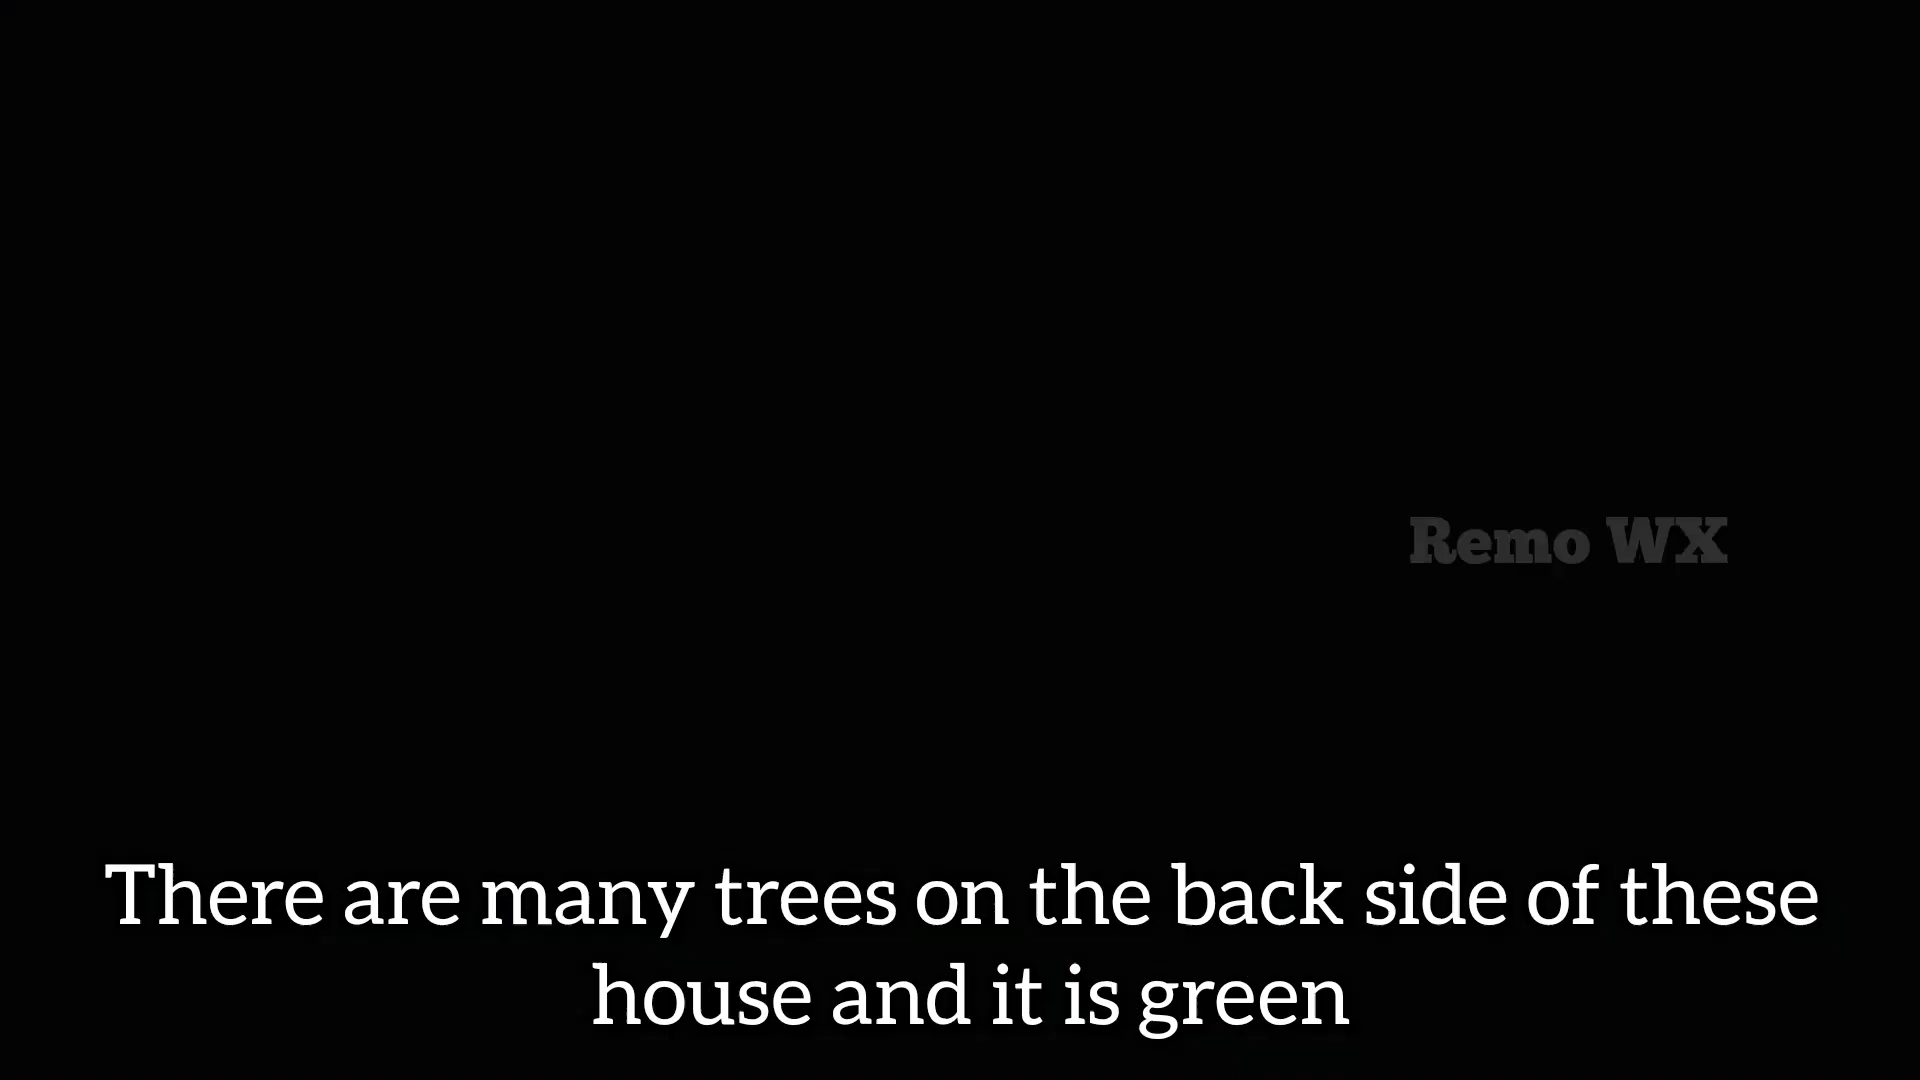 Remo WX
There are many trees on the back side of these
house and it is green